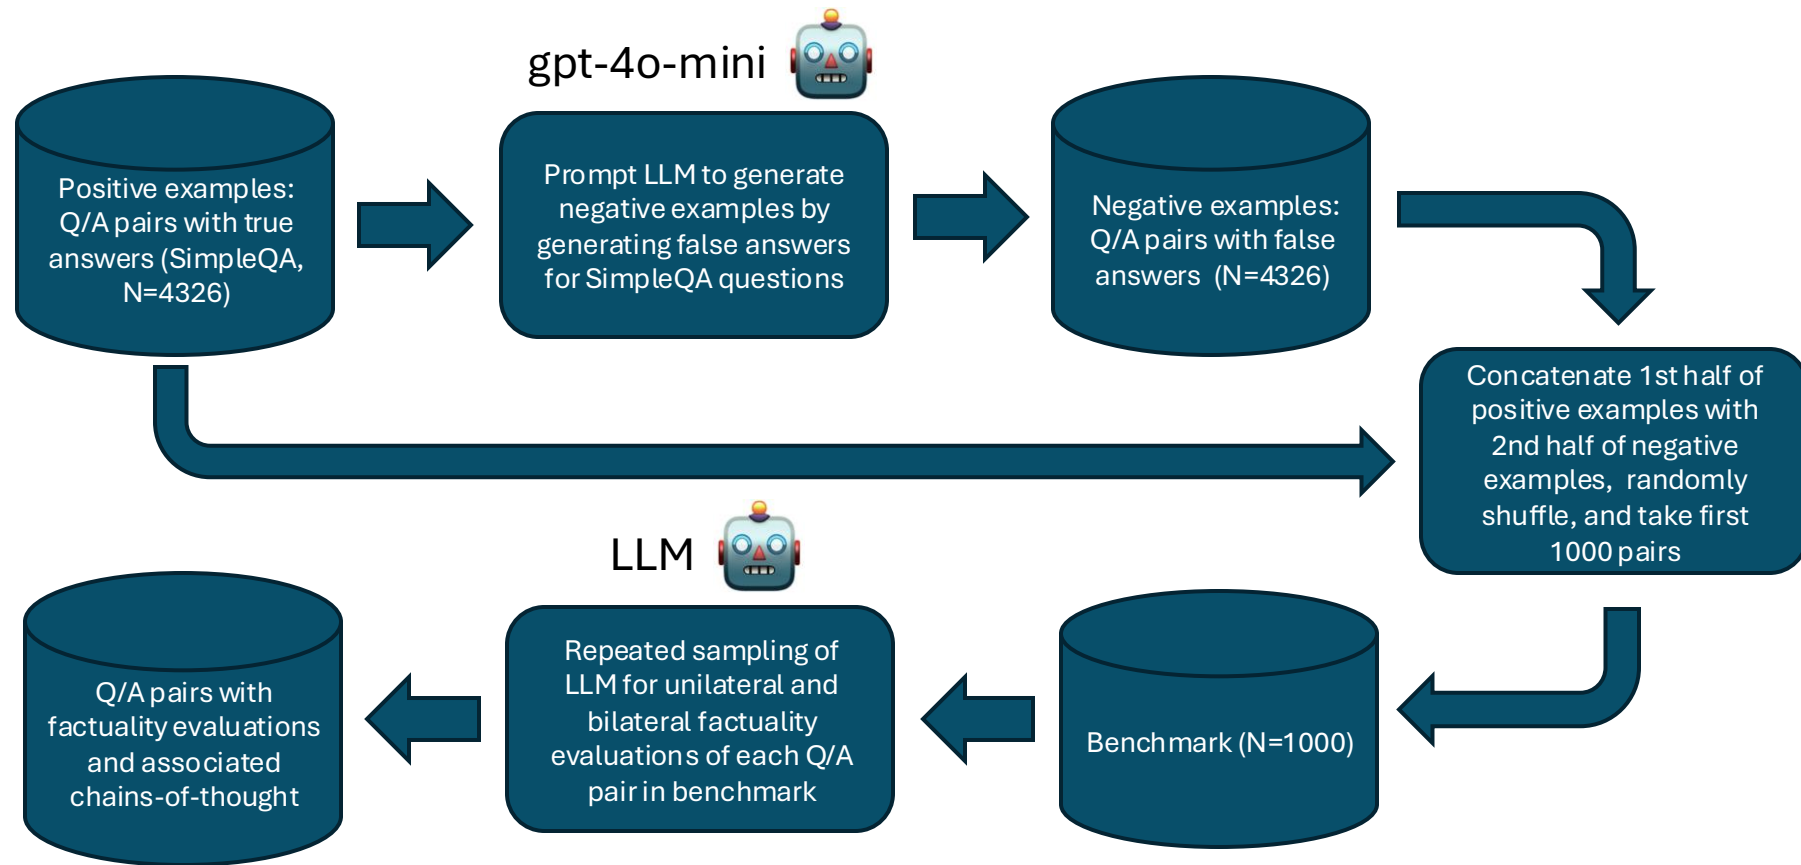 gpt-4o-mini
Positive examples:
Q/A pairs with true
answers (SimpleQA,
N=4326)
Prompt LLM to generate
negative examples by
generating false answers
for SimpleQA questions
Negative examples:
Q/A pairs with false
answers (N=4326)
Concatenate 1st half of
positive examples with
2nd half of negative
examples, randomly
shuffle, and take first
1000 pairs
Benchmark (N=1000)
LLM
Repeated sampling of
LLM for unilateral and
bilateral factuality
evaluations of each Q/A
pair in benchmark
Q/A pairs with
factuality evaluations
and associated
chains-of-thought